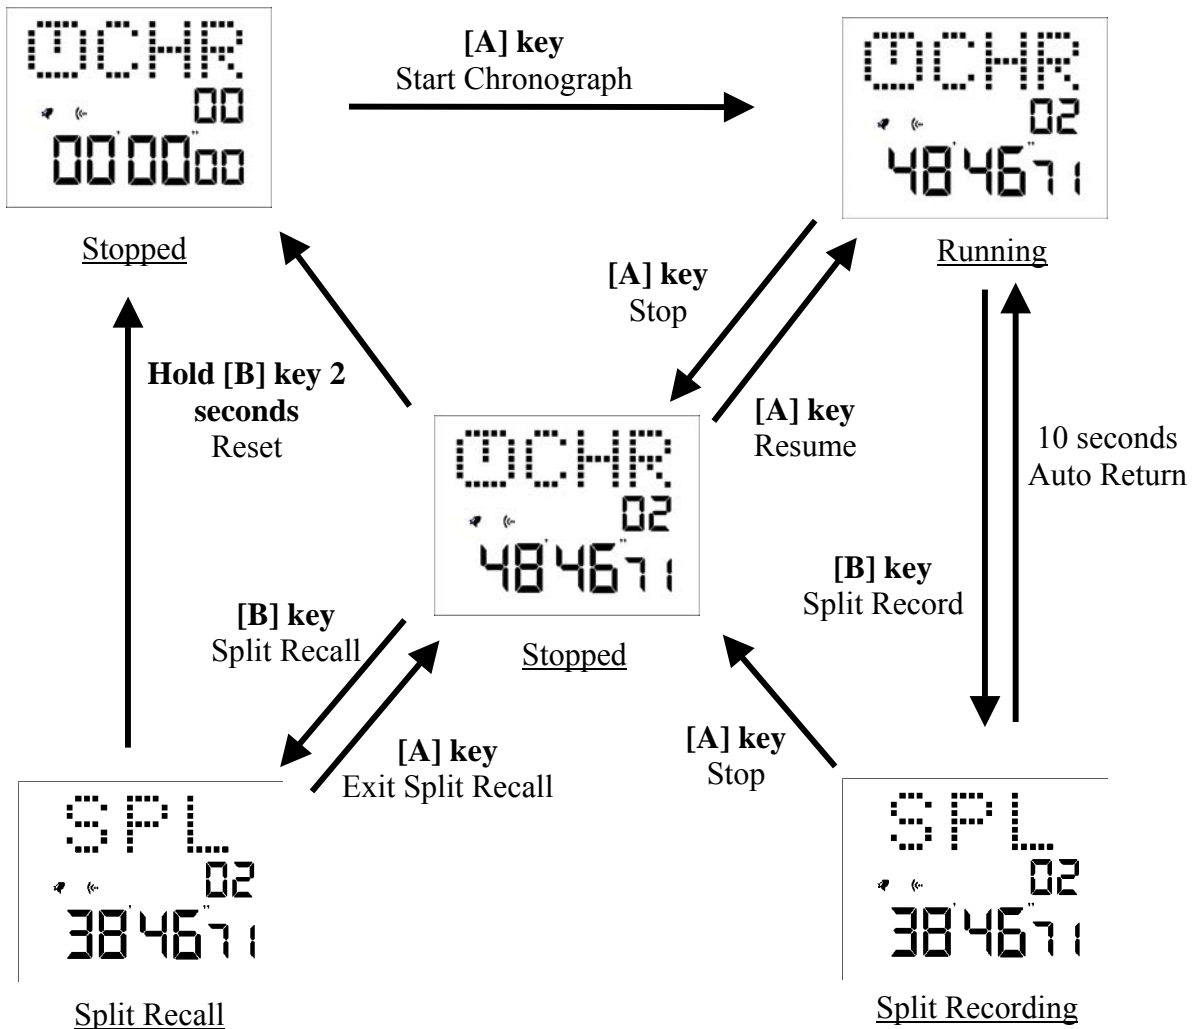 CHR
00
00'00"00
Stopped
[A] key
Start Chronograph
CHR
02
48'46"71
Running
[A] key
Stop
[A] key
Resume
Hold [B] key 2
seconds
Reset
CHR
02
48'46"71
Stopped
10 seconds
Auto Return
[B] key
Split Record
[B] key
Split Recall
[A] key
Exit Split Recall
[A] key
Stop
SPL
02
38'46"71
Split Recall
SPL
02
38'46"71
Split Recording